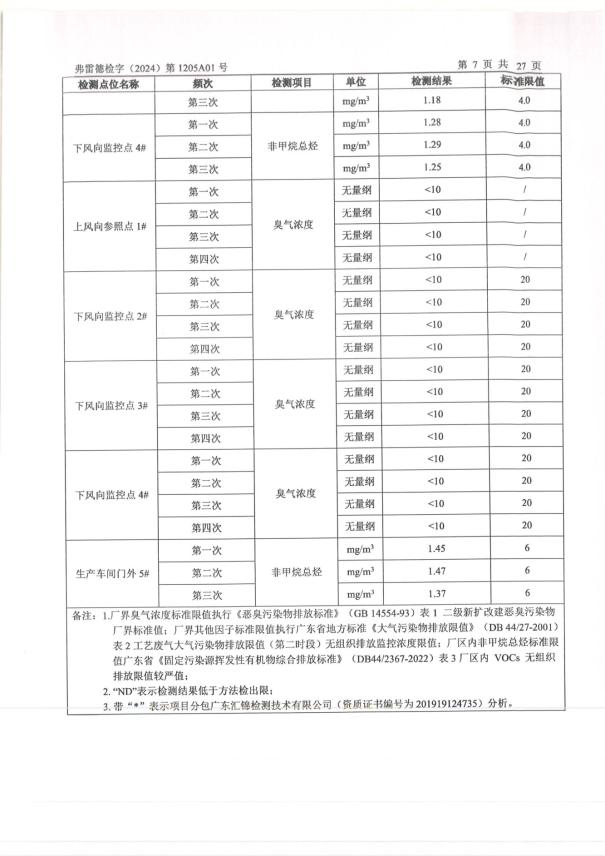 弗雷德检字（2024）第 1205A01 号
第 7 页 共 27 页
检测点位名称 频次 检测项目 单位 检测结果 标准限值
第三次 mg/m³ 1.18 4.0
下风向监控点 4# 非甲烷总烃
第一次 mg/m³ 1.28 4.0
第二次 mg/m³ 1.29 4.0
第三次 mg/m³ 1.25 4.0
上风向参照点 1# 臭气浓度
第一次 无量纲 <10 /
第二次 无量纲 <10 /
第三次 无量纲 <10 /
第四次 无量纲 <10 /
下风向监控点 2# 臭气浓度
第一次 无量纲 <10 20
第二次 无量纲 <10 20
第三次 无量纲 <10 20
第四次 无量纲 <10 20
下风向监控点 3# 臭气浓度
第一次 无量纲 <10 20
第二次 无量纲 <10 20
第三次 无量纲 <10 20
第四次 无量纲 <10 20
下风向监控点 4# 臭气浓度
第一次 无量纲 <10 20
第二次 无量纲 <10 20
第三次 无量纲 <10 20
第四次 无量纲 <10 20
生产车间门外 5# 非甲烷总烃
第一次 mg/m³ 1.45 6
第二次 mg/m³ 1.47 6
第三次 mg/m³ 1.37 6
备注：1.厂界臭气浓度标准限值执行《恶臭污染物排放标准》（GB 14554-93）表 1 二级新扩改建恶臭污染物
厂界标准值；厂界其他因子标准限值执行广东省地方标准《大气污染物排放限值》（DB 44/27-2001）
表 2 工艺废气大气污染物排放限值（第二时段）无组织排放监控浓度限值；厂区内非甲烷总烃标准限
值广东省《固定污染源挥发性有机物综合排放标准》（DB44/2367-2022）表 3 厂区内 VOCs 无组织
排放限值较严值；
2. “ND”表示检测结果低于方法检出限；
3. 带 “*” 表示项目分包广东汇锦检测技术有限公司（资质证书编号为 201919124735）分析。